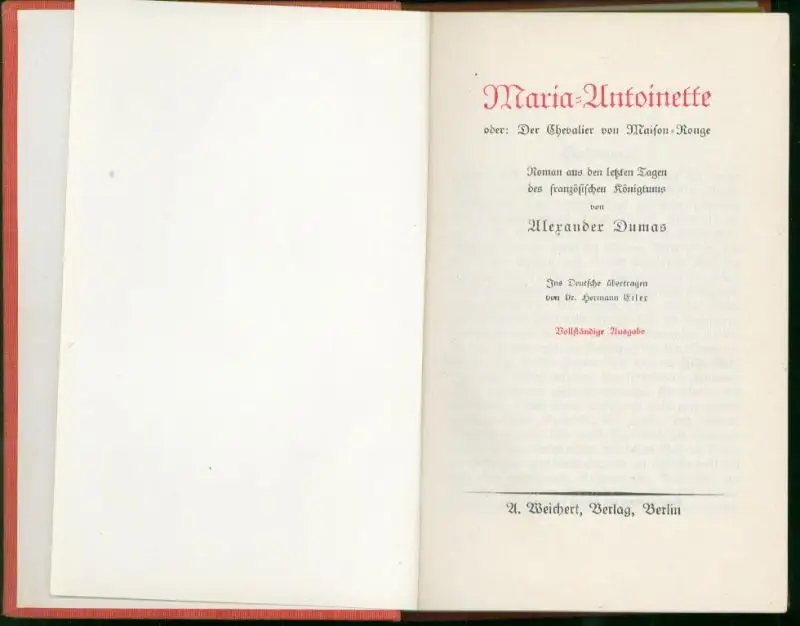 Maria-Antoinette
oder: Der Chevalier von Maison-Rouge
Roman aus den letzten Tagen
des französischen Königtums
von
Alexander Dumas
Ins Deutsche übertragen
von Dr. Hermann Eiler
Vollständige Ausgabe
A. Weichert, Verlag, Berlin